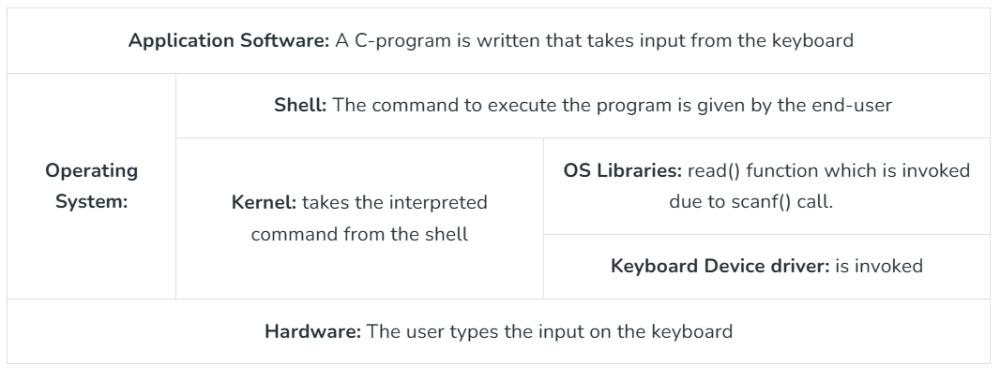 Application Software: A C-program is written that takes input from the keyboard
Shell: The command to execute the program is given by the end-user
Operating
System:
Kernel: takes the interpreted
command from the shell
OS Libraries: read() function which is invoked
due to scanf() call.
Keyboard Device driver: is invoked
Hardware: The user types the input on the keyboard